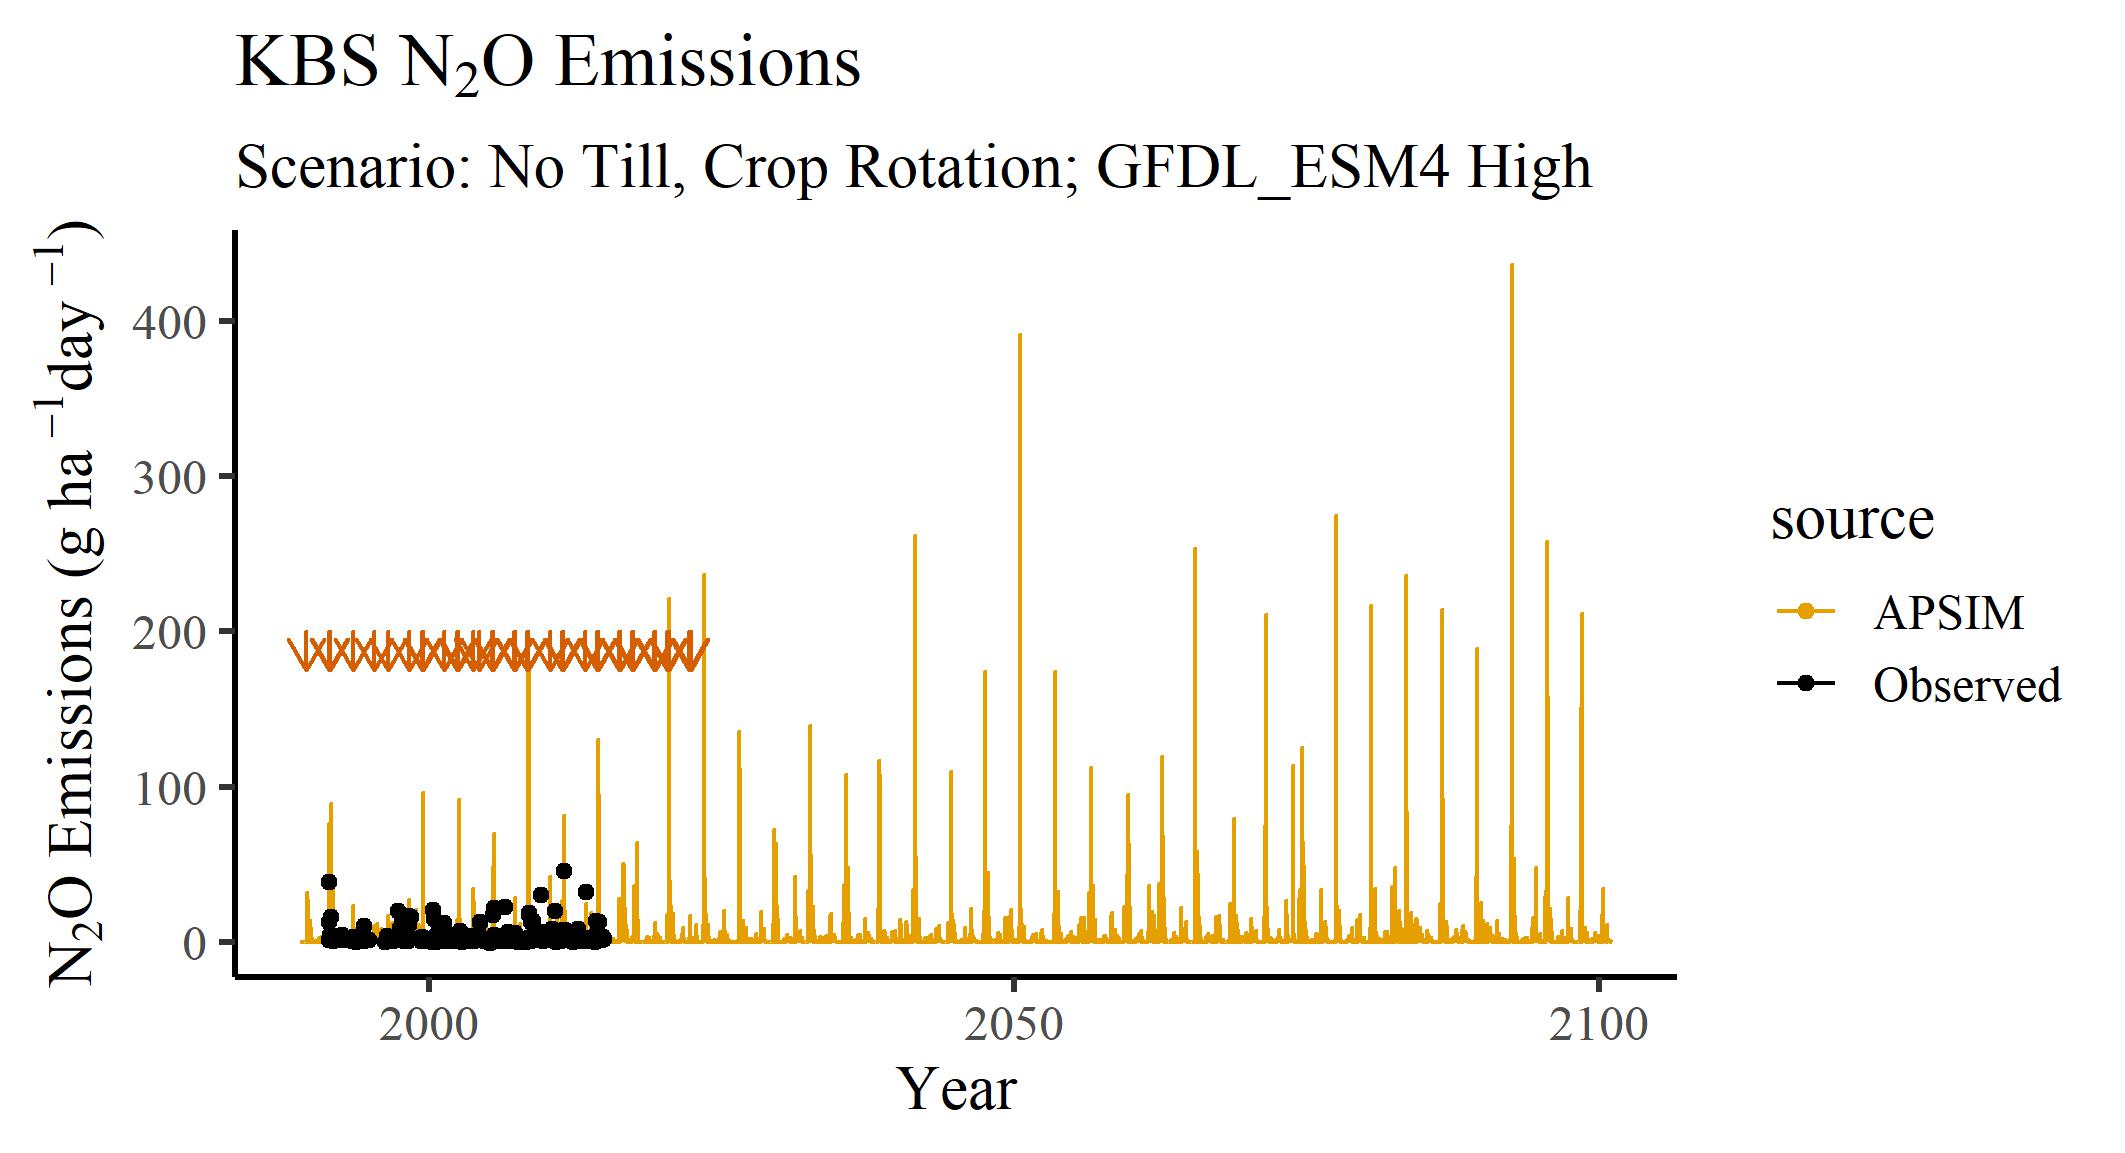 KBS N₂O Emissions
Scenario: No Till, Crop Rotation; GFDL_ESM4 High
N₂O Emissions (g ha⁻¹day⁻¹)
400
300
200
100
0
2000 2050 2100
Year
source
APSIM
Observed